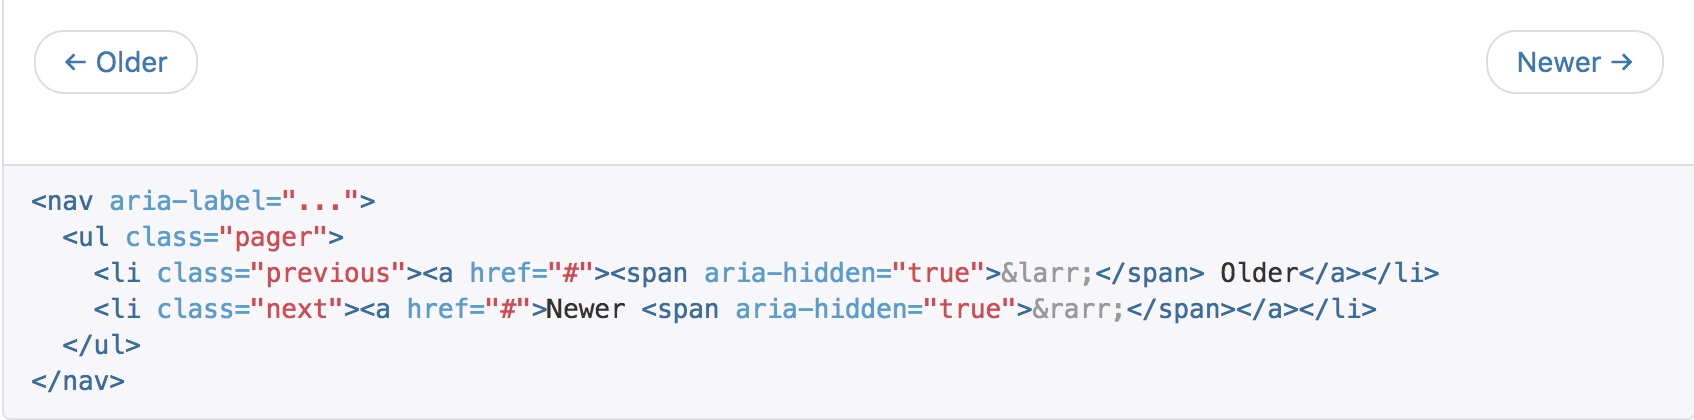 ← Older
Newer →
<nav aria-label="...">
  <ul class="pager">
    <li class="previous"><a href="#"><span aria-hidden="true">&larr;</span> Older</a></li>
    <li class="next"><a href="#">Newer <span aria-hidden="true">&rarr;</span></a></li>
  </ul>
</nav>